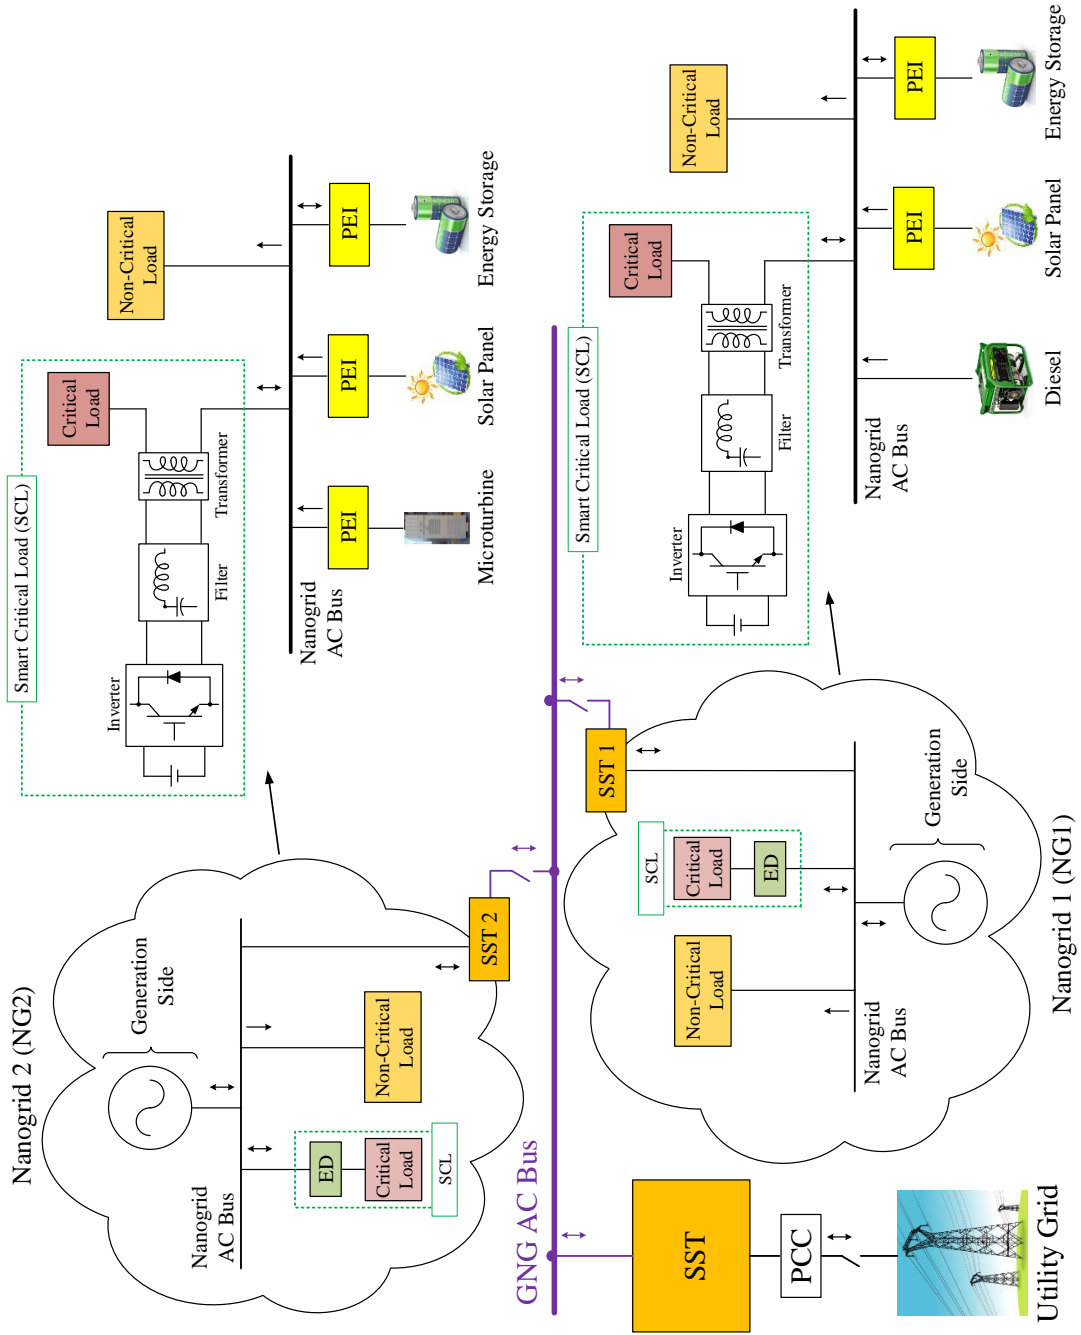 Nanogrid 2 (NG2)
Generation
Side
Nanogrid
AC Bus
ED
Critical
Load
SCL
Non-Critical
Load
SST 2
Smart Critical Load (SCL)
Inverter
Filter
Transformer
Critical
Load
Non-Critical
Load
Nanogrid
AC Bus
PEI
PEI
PEI
Microturbine
Solar Panel
Energy Storage
GNG AC Bus
SST
PCC
Utility Grid
SST 1
SCL
Critical
Load
ED
Non-Critical
Load
Nanogrid
AC Bus
Generation
Side
Nanogrid 1 (NG1)
Smart Critical Load (SCL)
Inverter
Filter
Transformer
Critical
Load
Non-Critical
Load
Nanogrid
AC Bus
PEI
PEI
Diesel
Solar Panel
Energy Storage